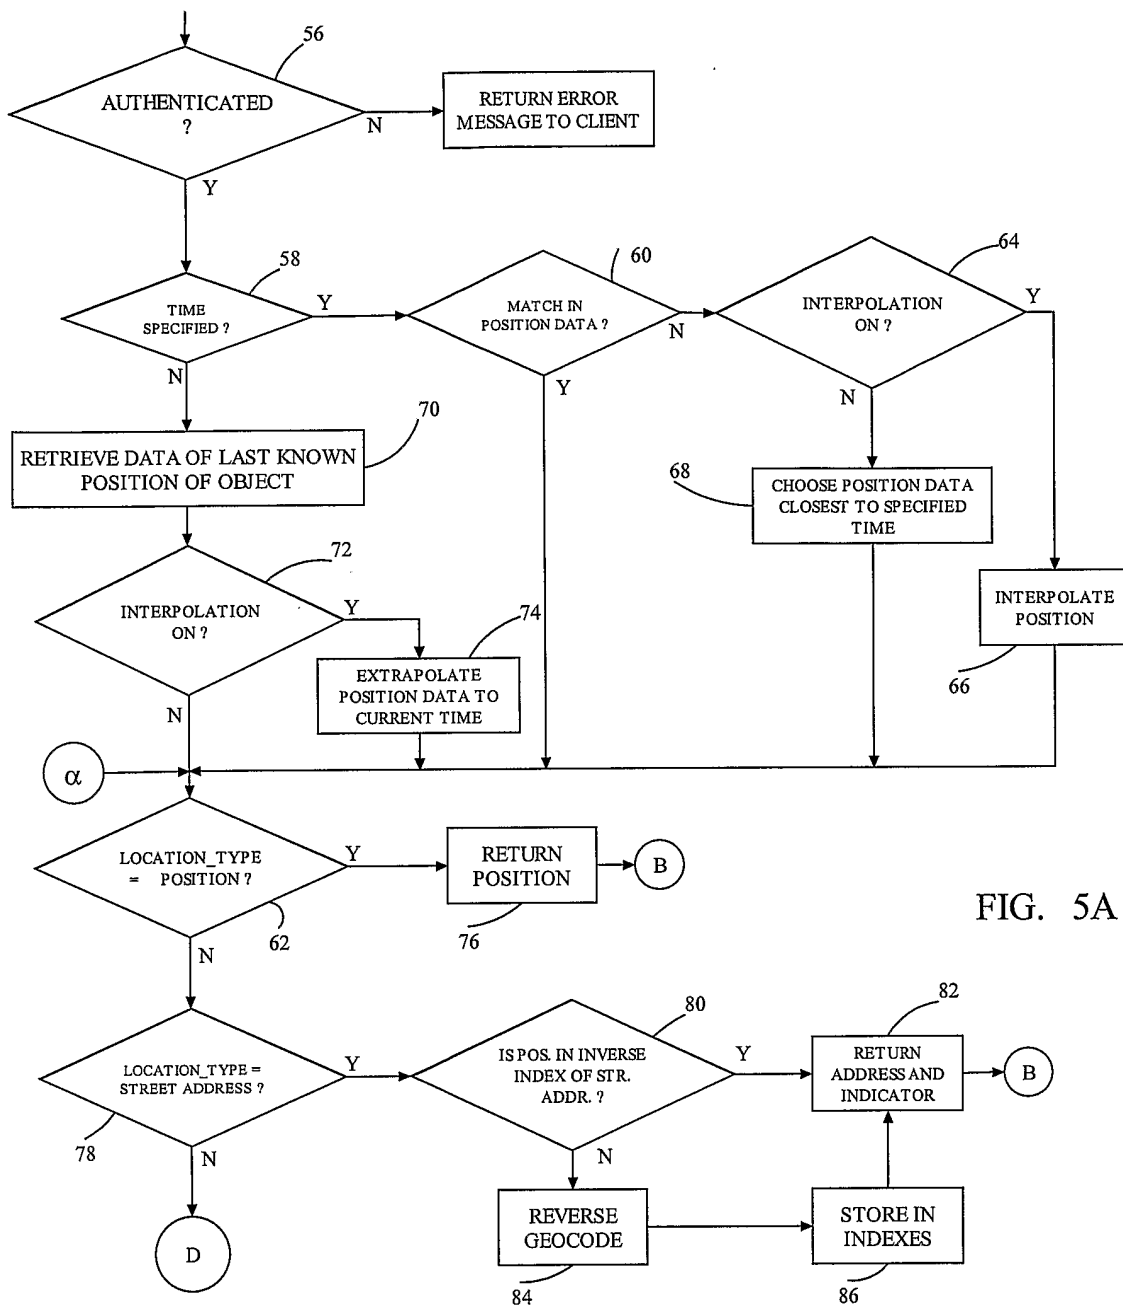 56
AUTHENTICATED
?
N
RETURN ERROR
MESSAGE TO CLIENT
Y
58
TIME
SPECIFIED ?
Y
N
60
MATCH IN
POSITION DATA ?
N
Y
64
INTERPOLATION
ON ?
Y
N
70
RETRIEVE DATA OF LAST KNOWN
POSITION OF OBJECT
68
CHOOSE POSITION DATA
CLOSEST TO SPECIFIED
TIME
72
INTERPOLATION
ON ?
Y
N
74
EXTRAPOLATE
POSITION DATA TO
CURRENT TIME
INTERPOLATE
POSITION
66
α
LOCATION_TYPE
= POSITION ?
Y
62
N
RETURN
POSITION
76
B
FIG. 5A
LOCATION_TYPE =
STREET ADDRESS ?
Y
78
N
80
IS POS. IN INVERSE
INDEX OF STR.
ADDR. ?
Y
N
82
RETURN
ADDRESS AND
INDICATOR
B
D
REVERSE
GEOCODE
84
STORE IN
INDEXES
86